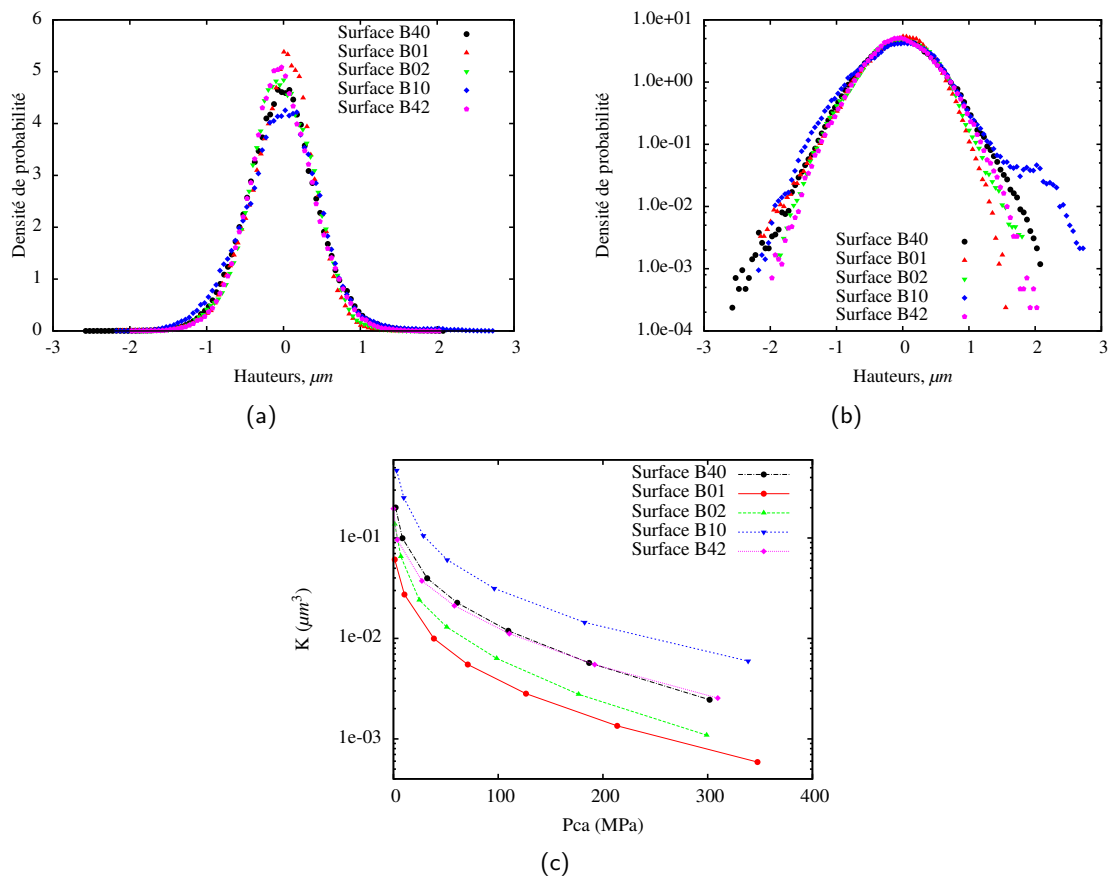 6
5
4
3
2
1
0
-3 -2 -1 0 1 2 3
Densité de probabilité
Hauteurs, μm
Surface B40
Surface B01
Surface B02
Surface B10
Surface B42
(a)
1.0e+01
1.0e+00
1.0e-01
1.0e-02
1.0e-03
1.0e-04
-3 -2 -1 0 1 2 3
Densité de probabilité
Hauteurs, μm
Surface B40
Surface B01
Surface B02
Surface B10
Surface B42
(b)
1e-01
1e-02
1e-03
0 100 200 300 400
K (μm³)
Pca (MPa)
Surface B40
Surface B01
Surface B02
Surface B10
Surface B42
(c)